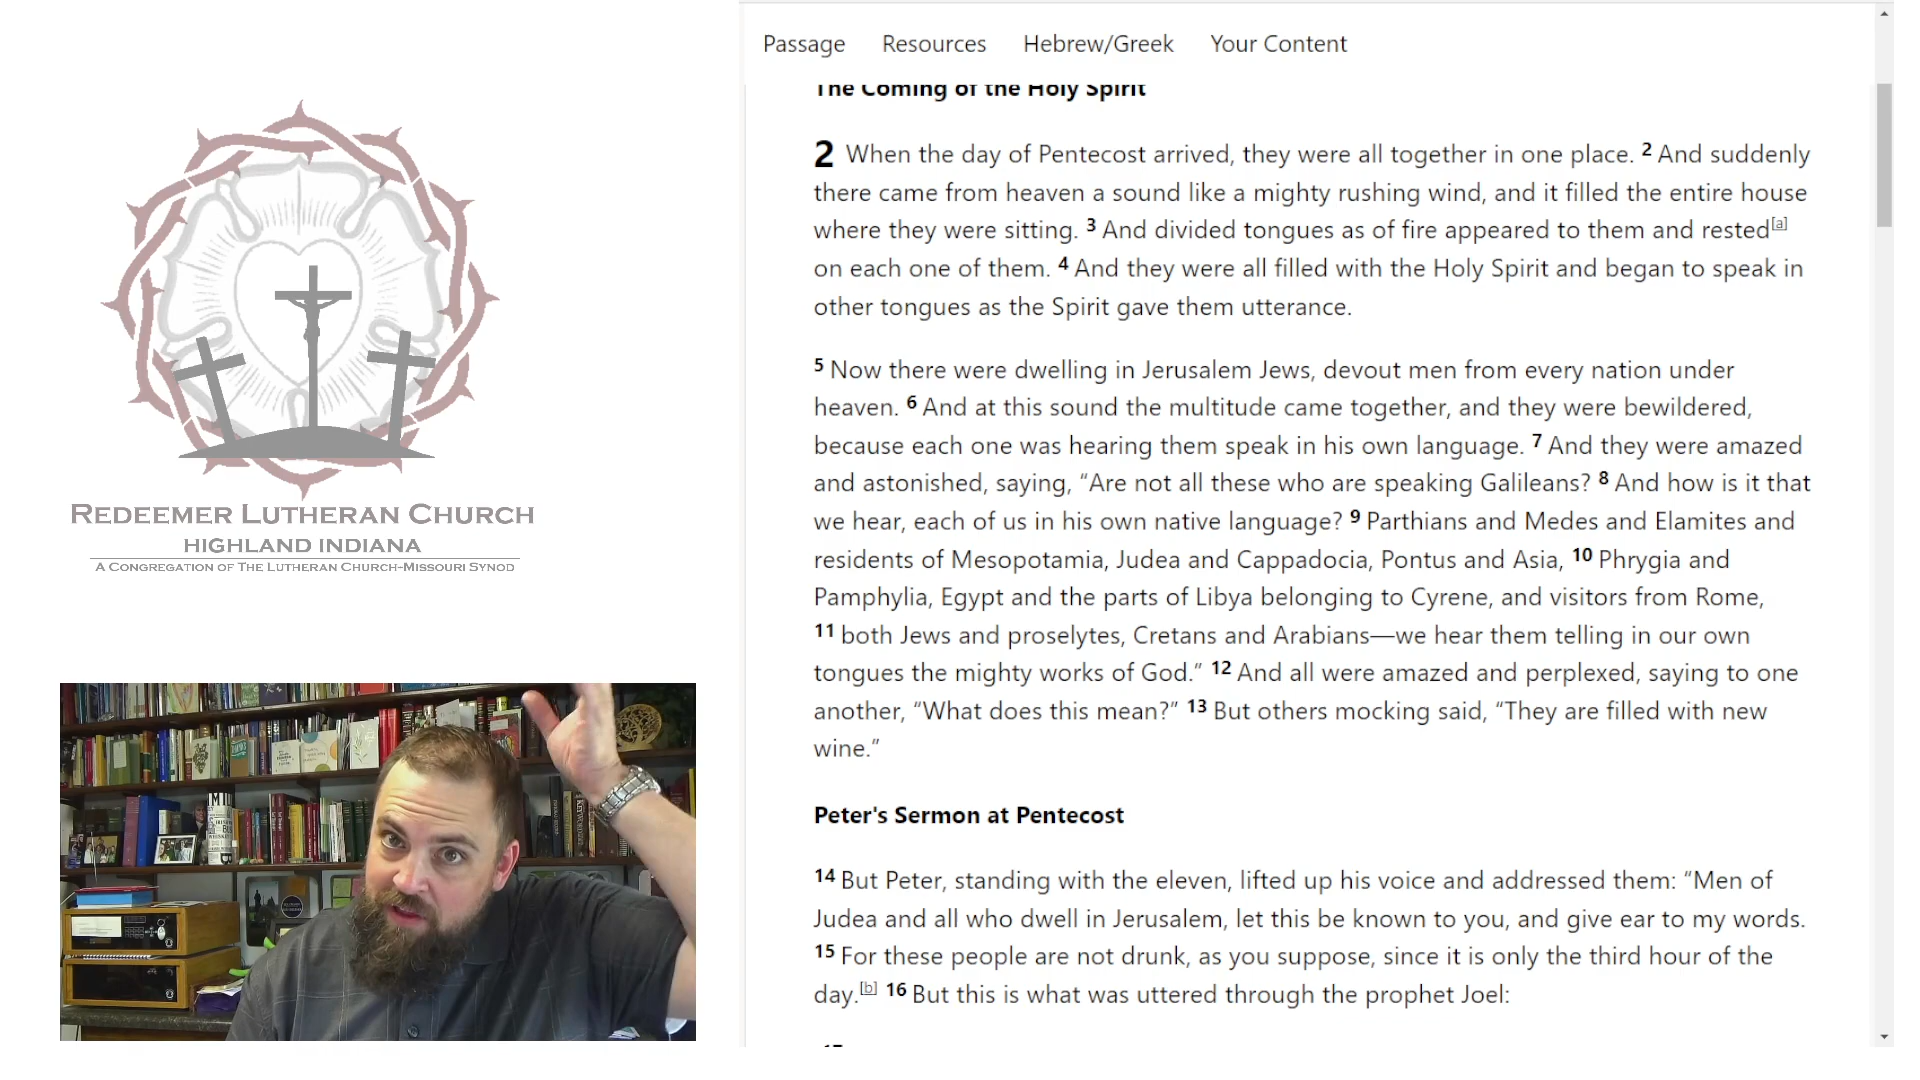 REDEEMER LUTHERAN CHURCH
HIGHLAND INDIANA
A CONGREGATION OF THE LUTHERAN CHURCH-MISSOURI SYNOD
Passage Resources Hebrew/Greek Your Content
The Coming of the Holy Spirit
2 When the day of Pentecost arrived, they were all together in one place. 2 And suddenly
there came from heaven a sound like a mighty rushing wind, and it filled the entire house
where they were sitting. 3 And divided tongues as of fire appeared to them and rested[a]
on each one of them. 4 And they were all filled with the Holy Spirit and began to speak in
other tongues as the Spirit gave them utterance.
5 Now there were dwelling in Jerusalem Jews, devout men from every nation under
heaven. 6 And at this sound the multitude came together, and they were bewildered,
because each one was hearing them speak in his own language. 7 And they were amazed
and astonished, saying, “Are not all these who are speaking Galileans? 8 And how is it that
we hear, each of us in his own native language? 9 Parthians and Medes and Elamites and
residents of Mesopotamia, Judea and Cappadocia, Pontus and Asia, 10 Phrygia and
Pamphylia, Egypt and the parts of Libya belonging to Cyrene, and visitors from Rome,
11 both Jews and proselytes, Cretans and Arabians—we hear them telling in our own
tongues the mighty works of God.” 12 And all were amazed and perplexed, saying to one
another, “What does this mean?” 13 But others mocking said, “They are filled with new
wine.”
Peter's Sermon at Pentecost
14 But Peter, standing with the eleven, lifted up his voice and addressed them: “Men of
Judea and all who dwell in Jerusalem, let this be known to you, and give ear to my words.
15 For these people are not drunk, as you suppose, since it is only the third hour of the
day.[b] 16 But this is what was uttered through the prophet Joel: